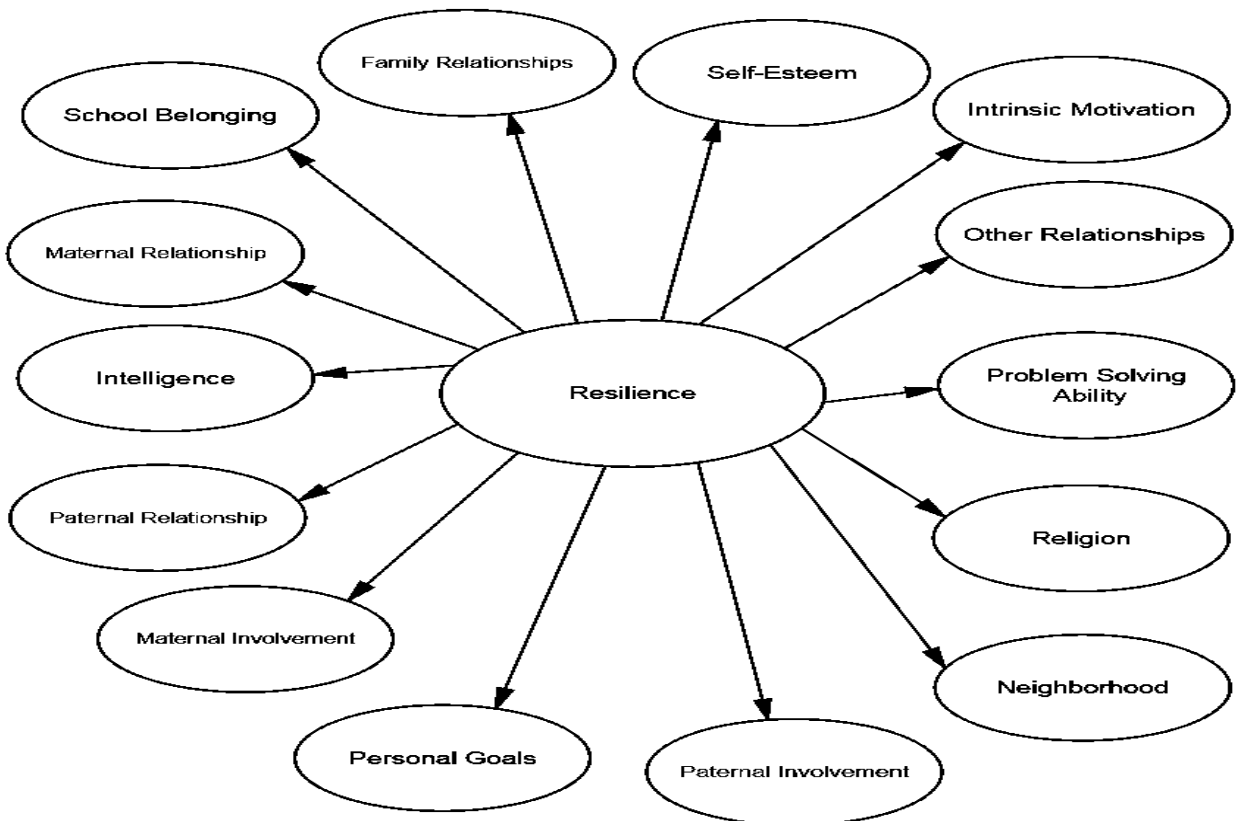 Family Relationships
Self-Esteem
School Belonging
Intrinsic Motivation
Maternal Relationship
Other Relationships
Intelligence
Resilience
Problem Solving
Ability
Paternal Relationship
Religion
Maternal Involvement
Neighborhood
Personal Goals
Paternal Involvement